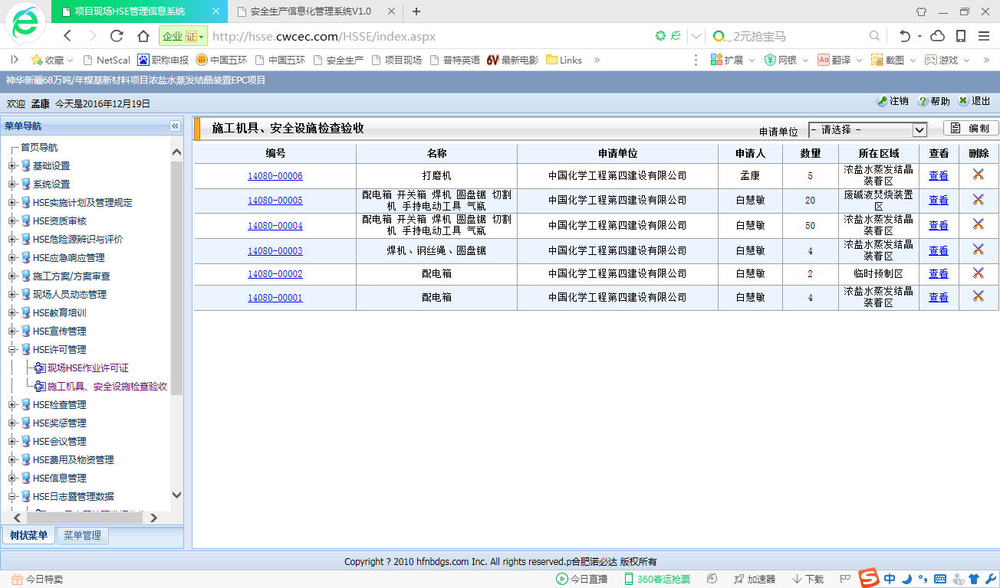 项目现场HSE管理信息系统
安全生产信息化管理系统V1.0
企业 证
http://hsse.cwcec.com/HSSE/index.aspx
2元抢宝马
收藏 NetScal 职称申报 中国五环 中国五环 安全生产 项目现场 普特英语 6V 最新电影 Links 扩展 网银 Aa 翻译 截图 游戏
神华新疆68万吨/年煤基新材料项目浓盐水蒸发结晶装置EPC项目
欢迎 孟康 今天是2016年12月19日
注销 帮助 退出
菜单导航
首页导航
基础设置
系统设置
HSE实施计划及管理规定
HSE资质审核
HSE危险源辨识与评价
HSE应急响应管理
施工方案/方案审查
现场人员动态管理
HSE教育培训
HSE宣传管理
HSE许可管理
现场HSE作业许可证
施工机具、安全设施检查验收
HSE检查管理
HSE奖惩管理
HSE会议管理
HSE费用及物资管理
HSE信息管理
HSE日志暨管理数据
树状菜单 菜单管理
施工机具、安全设施检查验收
申请单位 - 请选择 - 编制
编号 名称 申请单位 申请人 数量 所在区域 查看 删除
14080-00006 打磨机 中国化学工程第四建设有限公司 孟康 5 浓盐水蒸发结晶
装着区 查看
14080-00005 配电箱 开关箱 焊机 圆盘锯 切割
机 手持电动工具 气瓶 中国化学工程第四建设有限公司 白慧敏 20 废碱液焚烧装置
区 查看
14080-00004 配电箱 开关箱 焊机 圆盘锯 切割
机 手持电动工具 气瓶 中国化学工程第四建设有限公司 白慧敏 50 浓盐水蒸发结晶
装着区 查看
14080-00003 焊机、钢丝绳、圆盘锯 中国化学工程第四建设有限公司 白慧敏 4 浓盐水蒸发结晶
装着区 查看
14080-00002 配电箱 中国化学工程第四建设有限公司 白慧敏 2 临时预制区 查看
14080-00001 配电箱 中国化学工程第四建设有限公司 白慧敏 4 浓盐水蒸发结晶
装着区 查看
Copyright ? 2010 hfnbdgs.com Inc. All rights reserved.p合肥诺必达 版权所有
今日特卖 今日直播 360春运抢票 加速器 下载 中